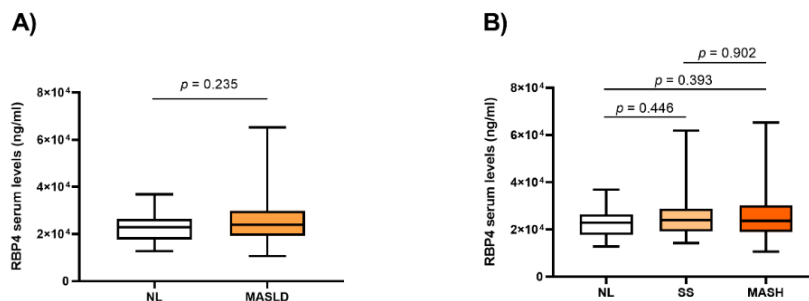 A)
p = 0.235
RBP4 serum levels (ng/ml)
8×10⁴
6×10⁴
4×10⁴
2×10⁴
0
NL MASLD
B)
p = 0.902
p = 0.393
p = 0.446
RBP4 serum levels (ng/ml)
8×10⁴
6×10⁴
4×10⁴
2×10⁴
0
NL SS MASH